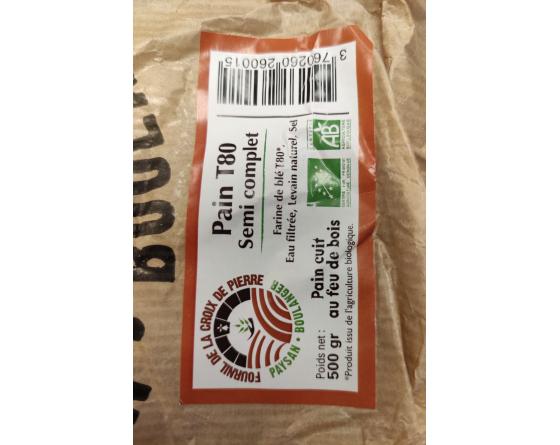 FOURNIL DE LA CROIX DE PIERRE
PAYSAN • BOULANGER
Pain T80
Semi complet
Farine de blé T80*,
Eau filtrée, Levain naturel, Sel
3 760260 260015
AB
Poids net :
500 gr
Pain cuit
au feu de bois
*Produit issu de l'agriculture biologique.